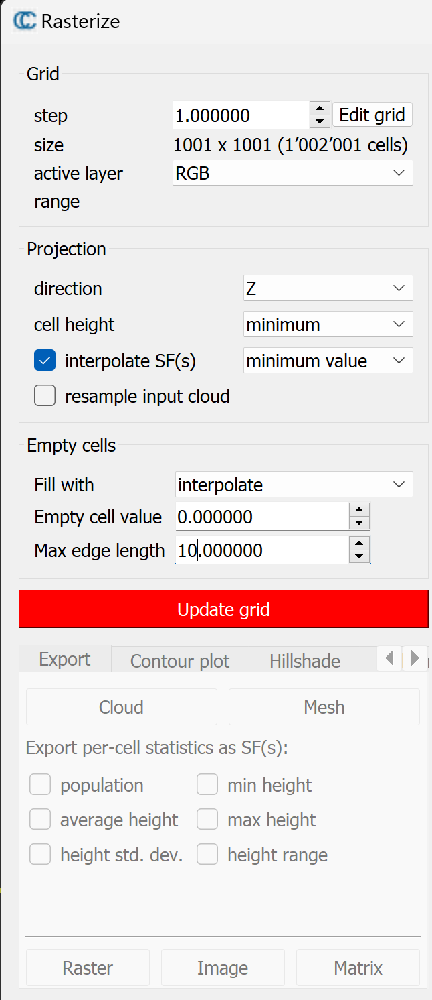 Rasterize
Grid
step 1.000000 Edit grid
size 1001 x 1001 (1’002’001 cells)
active layer RGB
range
Projection
direction Z
cell height minimum
interpolate SF(s) minimum value
resample input cloud
Empty cells
Fill with interpolate
Empty cell value 0.000000
Max edge length 10.000000
Update grid
Export Contour plot Hillshade
Cloud Mesh
Export per-cell statistics as SF(s):
population min height
average height max height
height std. dev. height range
Raster Image Matrix